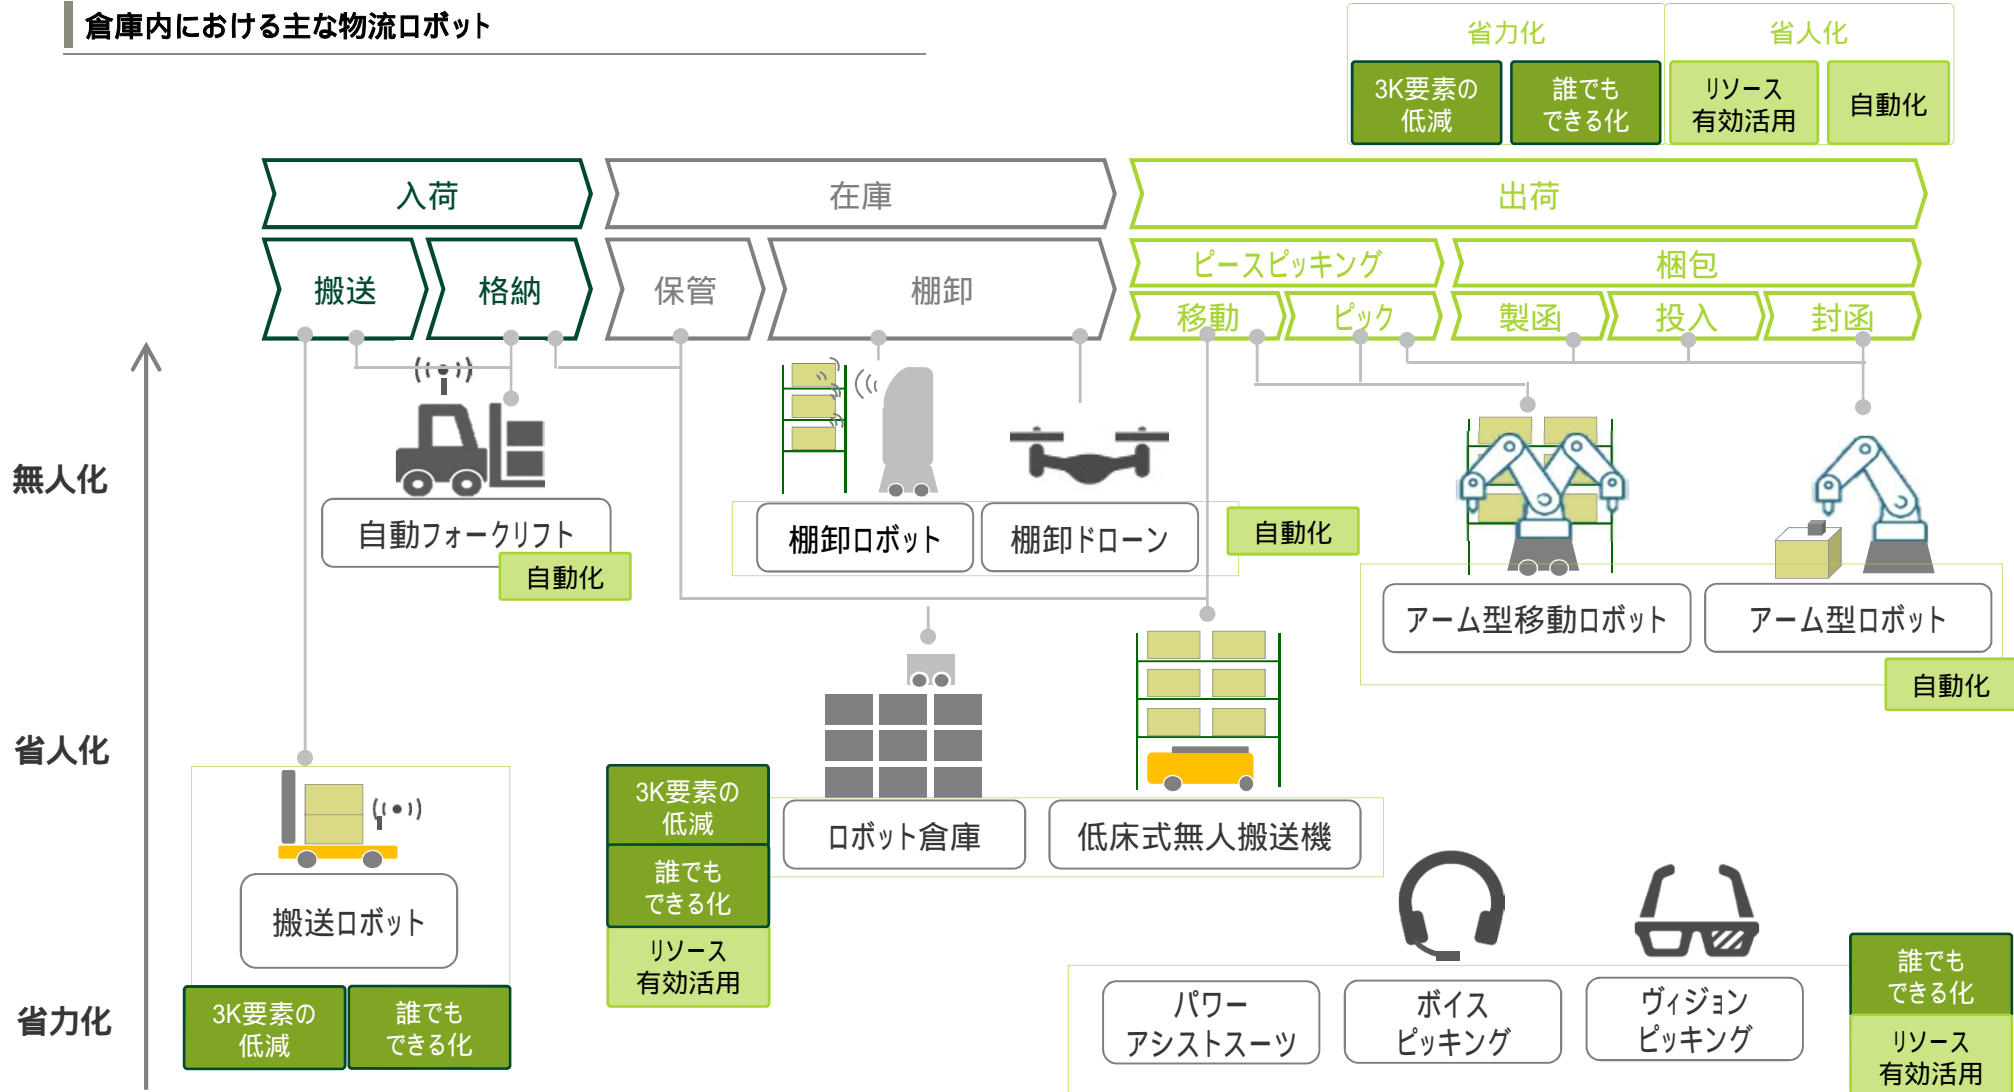 倉庫内における主な物流ロボット
省力化
省人化
3K要素の
低減
誰でも
できる化
リソース
有効活用
自動化
入荷
在庫
出荷
搬送
格納
保管
棚卸
ピースピッキング
梱包
移動
ピック
製函
投入
封函
無人化
省人化
省力化
自動フォークリフト
自動化
棚卸ロボット
棚卸ドローン
自動化
アーム型移動ロボット
アーム型ロボット
自動化
3K要素の
低減
誰でも
できる化
リソース
有効活用
ロボット倉庫
低床式無人搬送機
搬送ロボット
3K要素の
低減
誰でも
できる化
パワー
アシストスーツ
ボイス
ピッキング
ヴィジョン
ピッキング
誰でも
できる化
リソース
有効活用